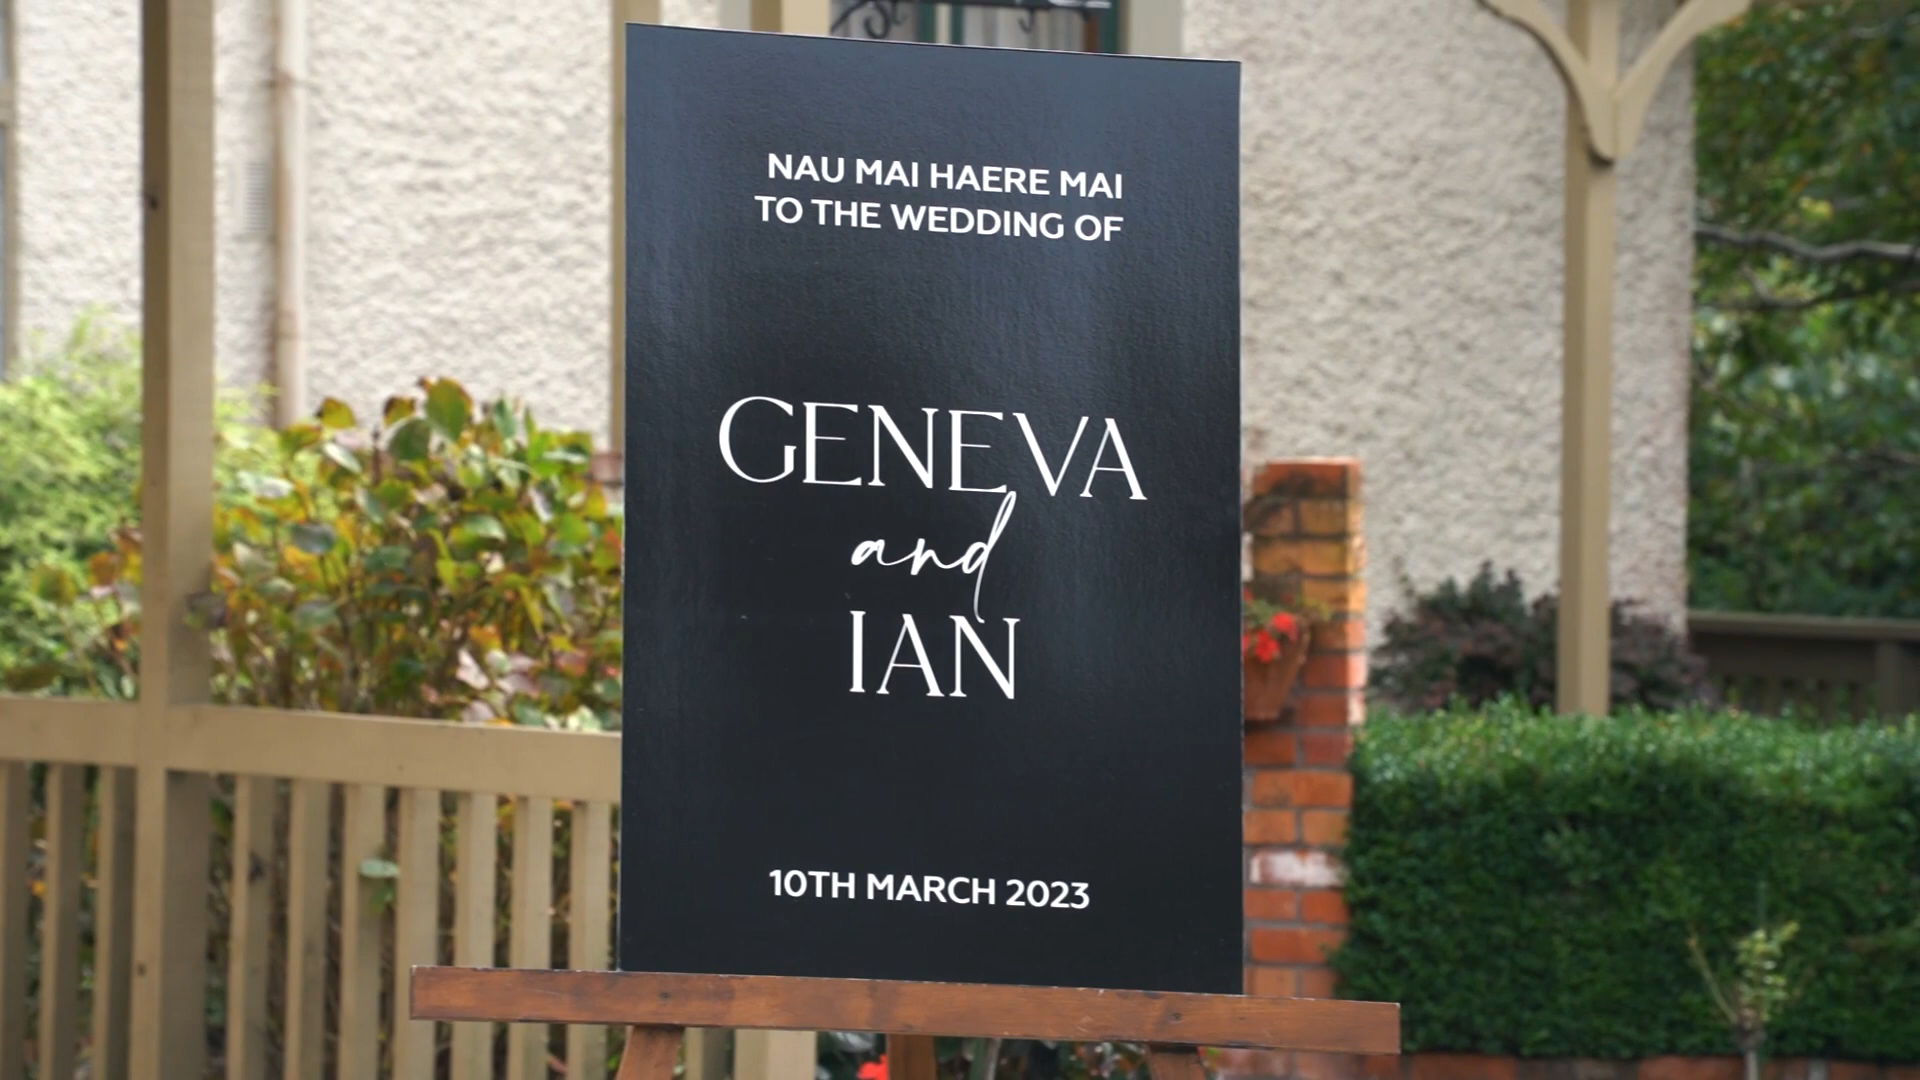 NAU MAI HAERE MAI
TO THE WEDDING OF
GENEVA
and
IAN
10TH MARCH 2023